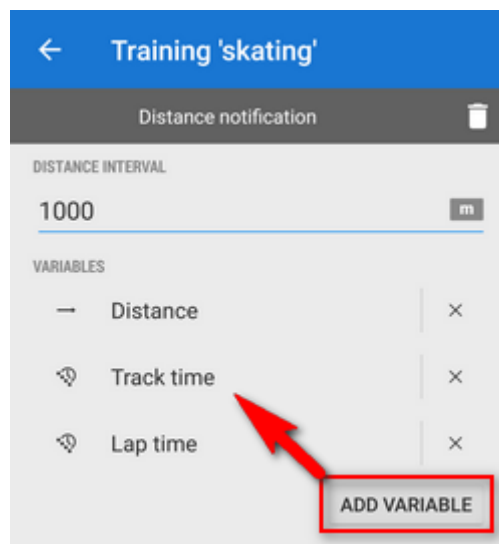 Training 'skating'
Distance notification
DISTANCE INTERVAL
1000 m
VARIABLES
Distance
Track time
Lap time
ADD VARIABLE